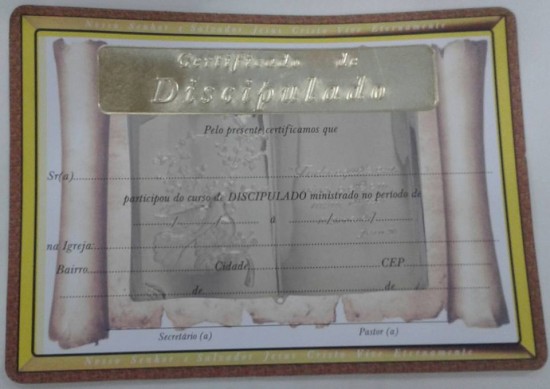 Nosso Senhor e Salvador Jesus Cristo Vive Eternamente
Certificado de
Discipulado
Pelo presente certificamos que
Sr(a)
participou do curso de DISCIPULADO ministrado no período de
/ / a / /
na Igreja:
Bairro Cidade CEP
de de
Secretário (a) Pastor (a)
Nosso Senhor e Salvador Jesus Cristo Vive Eternamente